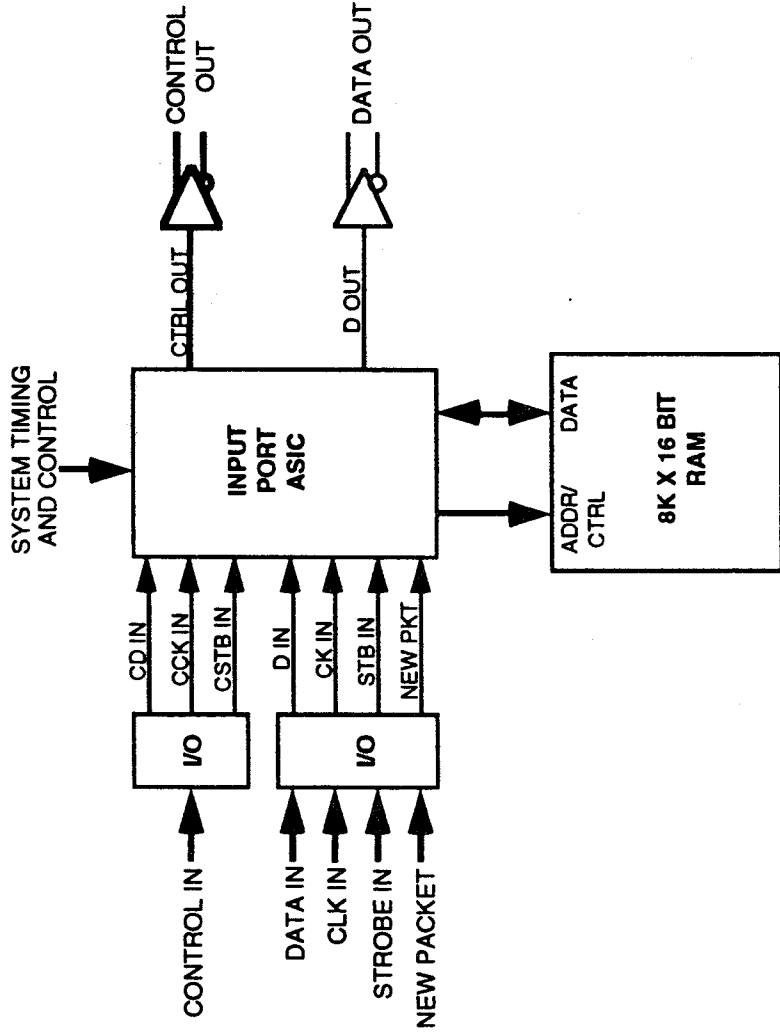 SYSTEM TIMING
AND CONTROL
CONTROL IN
I/O
CD IN
CCK IN
CSTB IN
DATA IN
CLK IN
STROBE IN
NEW PACKET
I/O
D IN
CK IN
STB IN
NEW PKT
INPUT
PORT
ASIC
CTRL OUT
CONTROL
OUT
D OUT
DATA OUT
ADDR/
CTRL
DATA
8K X 16 BIT
RAM